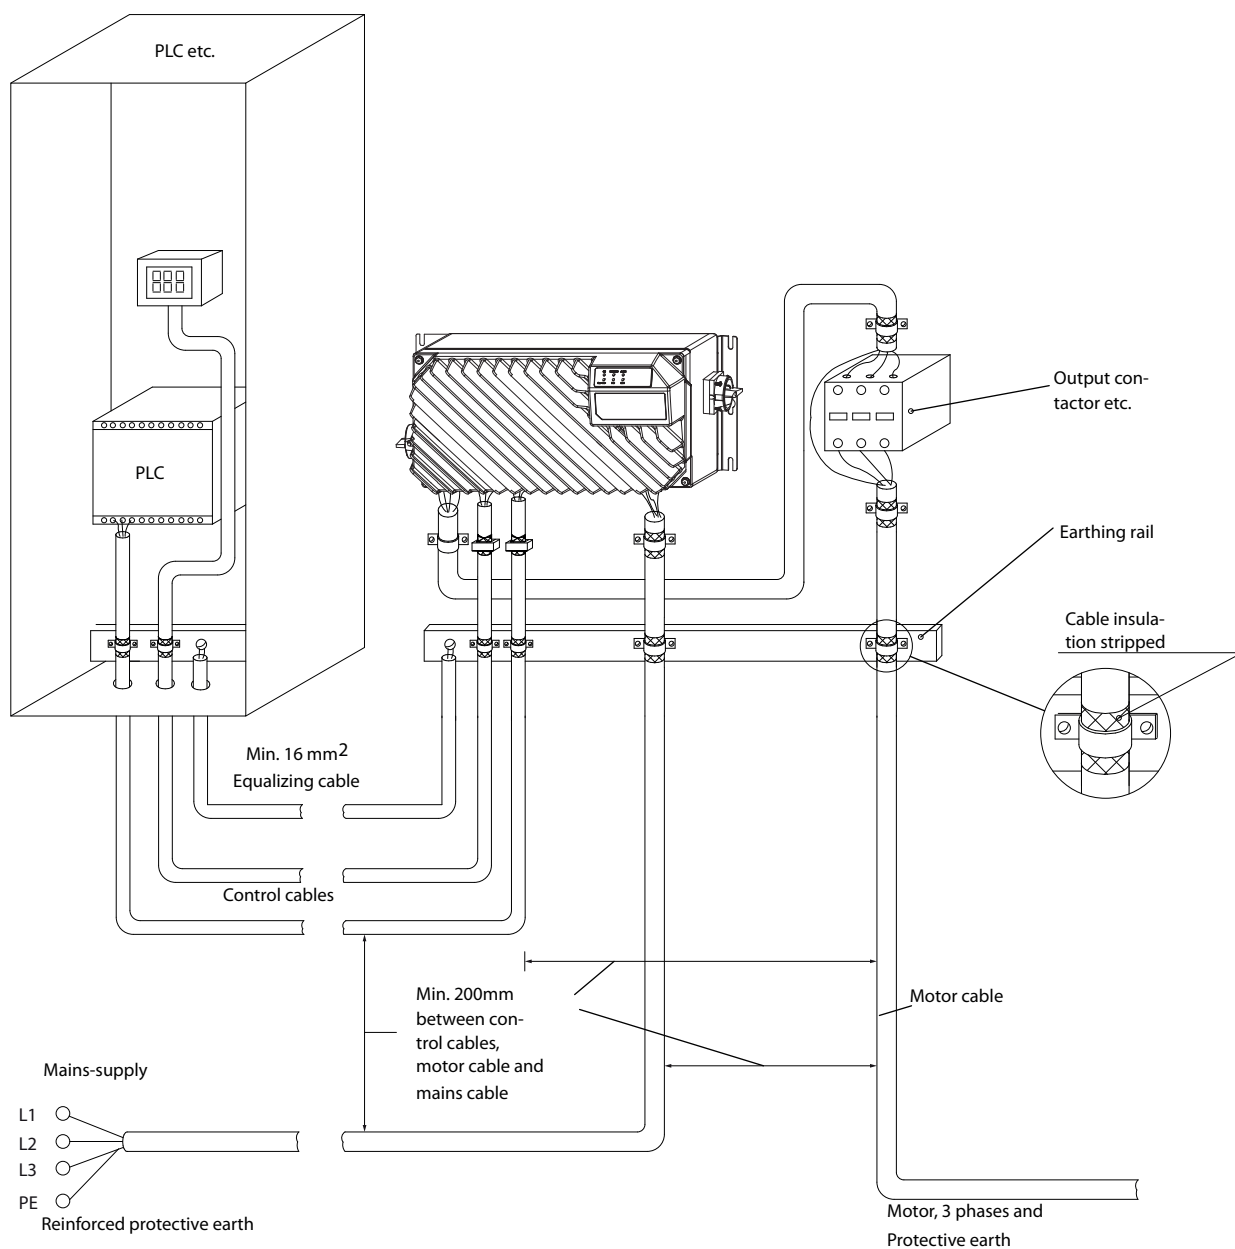 PLC etc.
PLC
Output con-
tactor etc.
Earthing rail
Cable insula-
tion stripped
Min. 16 mm2
Equalizing cable
Control cables
Min. 200mm
between con-
trol cables,
motor cable and
mains cable
Motor cable
Mains-supply
L1
L2
L3
PE
Reinforced protective earth
Motor, 3 phases and
Protective earth